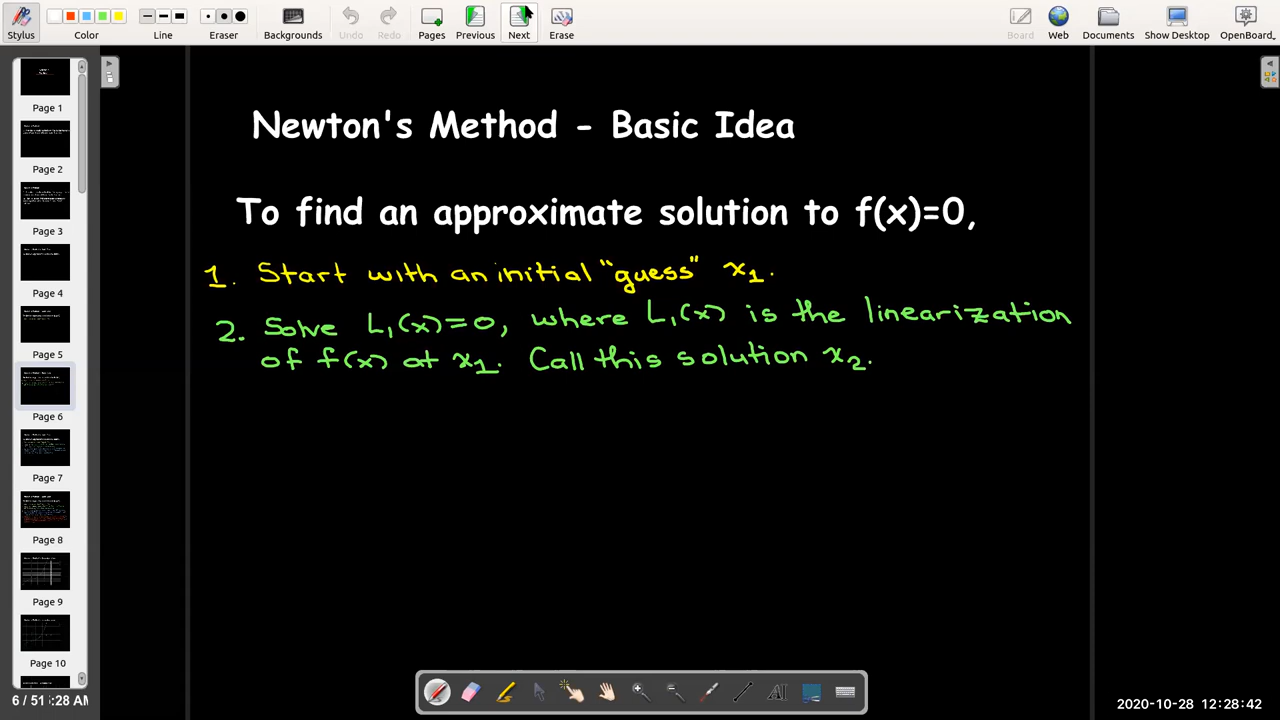 Stylus
Color
Line
Eraser
Backgrounds
Undo
Redo
Pages
Previous
Next
Erase
Board
Web
Documents
Show Desktop
OpenBoard
Page 1
Page 2
Page 3
Page 4
Page 5
Page 6
Page 7
Page 8
Page 9
Page 10
6 / 51
:28 AM
Newton's Method - Basic Idea
To find an approximate solution to f(x)=0,
1. Start with an initial "guess" x₁.
2. Solve L₁(x)=0, where L₁(x) is the linearization
of f(x) at x₁. Call this solution x₂.
2020-10-28 12:28:42